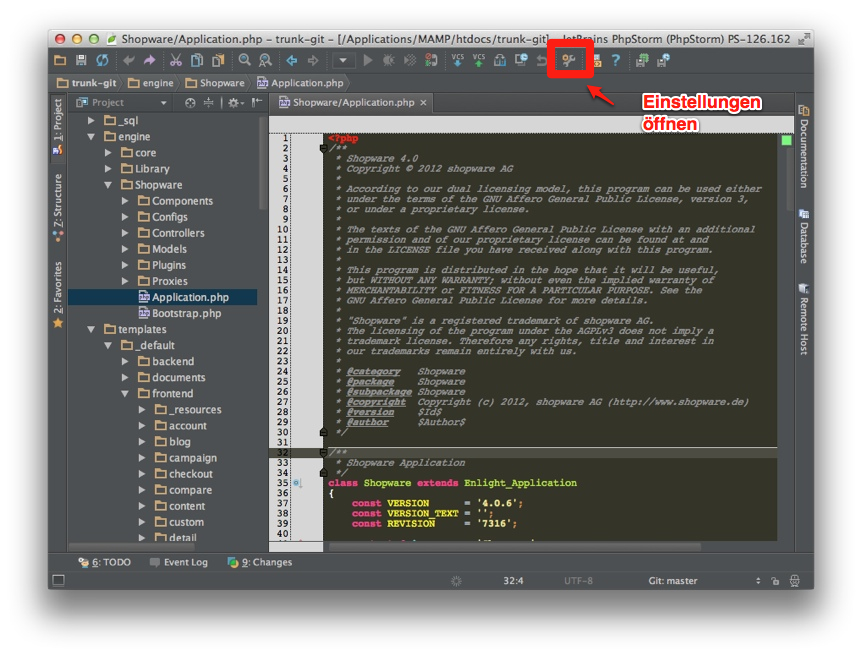 Shopware/Application.php - trunk-git - [/Applications/MAMP/htdocs/trunk-git] - JetBrains PhpStorm (PhpStorm) PS-126.162
VCS VCS
trunk-git engine Shopware Application.php
Einstellungen
öffnen
1: Project
Z: Structure
2: Favorites
Project
_sql
engine
core
Library
Shopware
Components
Configs
Controllers
Models
Plugins
Proxies
Application.php
Bootstrap.php
templates
_default
backend
documents
frontend
_resources
account
blog
campaign
checkout
compare
content
custom
detail
Shopware/Application.php
1 <?php
2 /**
3 * Shopware 4.0
4 * Copyright © 2012 shopware AG
5 *
6 * According to our dual licensing model, this program can be used either
7 * under the terms of the GNU Affero General Public License, version 3,
8 * or under a proprietary license.
9 *
10 * The texts of the GNU Affero General Public License with an additional
11 * permission and of our proprietary license can be found at and
12 * in the LICENSE file you have received along with this program.
13 *
14 * This program is distributed in the hope that it will be useful,
15 * but WITHOUT ANY WARRANTY; without even the implied warranty of
16 * MERCHANTABILITY or FITNESS FOR A PARTICULAR PURPOSE. See the
17 * GNU Affero General Public License for more details.
18 *
19 * "Shopware" is a registered trademark of shopware AG.
20 * The licensing of the program under the AGPLv3 does not imply a
21 * trademark license. Therefore any rights, title and interest in
22 * our trademarks remain entirely with us.
23 *
24 * @category Shopware
25 * @package Shopware
26 * @subpackage Shopware
27 * @copyright Copyright (c) 2012, shopware AG (http://www.shopware.de)
28 * @version $Id$
29 * @author $Author$
30 */
31
32 /**
33 * Shopware Application
34 */
35 class Shopware extends Enlight_Application
36 {
37 const VERSION = '4.0.6';
38 const VERSION_TEXT = '';
39 const REVISION = '7316';
40
Documentation
Database
Remote Host
6: TODO Event Log 9: Changes
32:4 UTF-8 Git: master